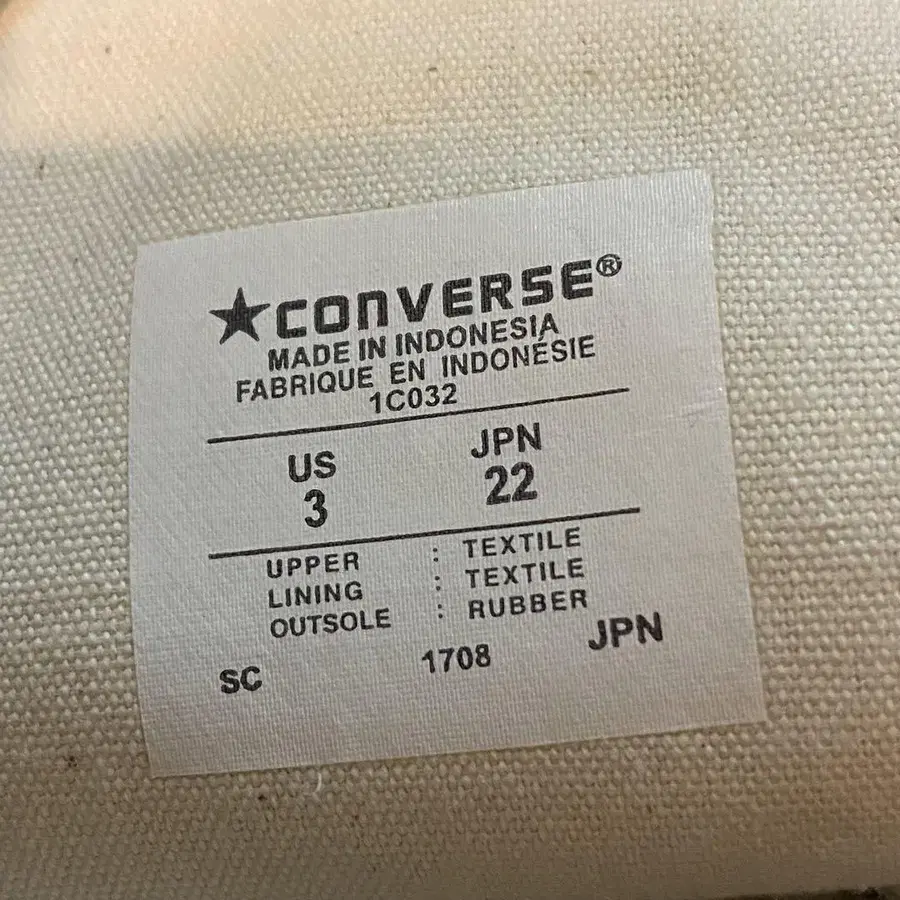 ★CONVERSE®
MADE IN INDONESIA
FABRIQUE EN INDONÉSIE
1C032
US JPN
3 22
UPPER : TEXTILE
LINING : TEXTILE
OUTSOLE : RUBBER
SC 1708 JPN